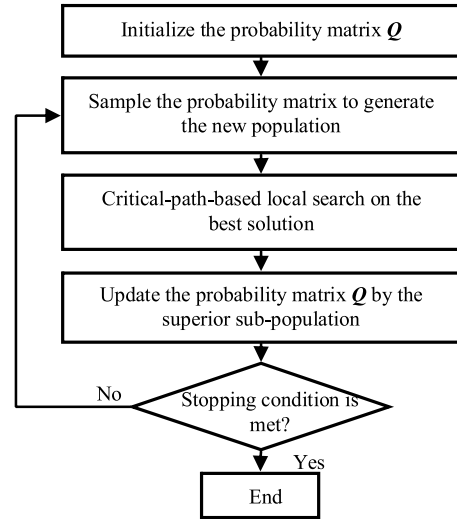 Initialize the probability matrix Q
Sample the probability matrix to generate
the new population
Critical-path-based local search on the
best solution
Update the probability matrix Q by the
superior sub-population
No
Stopping condition is
met?
Yes
End